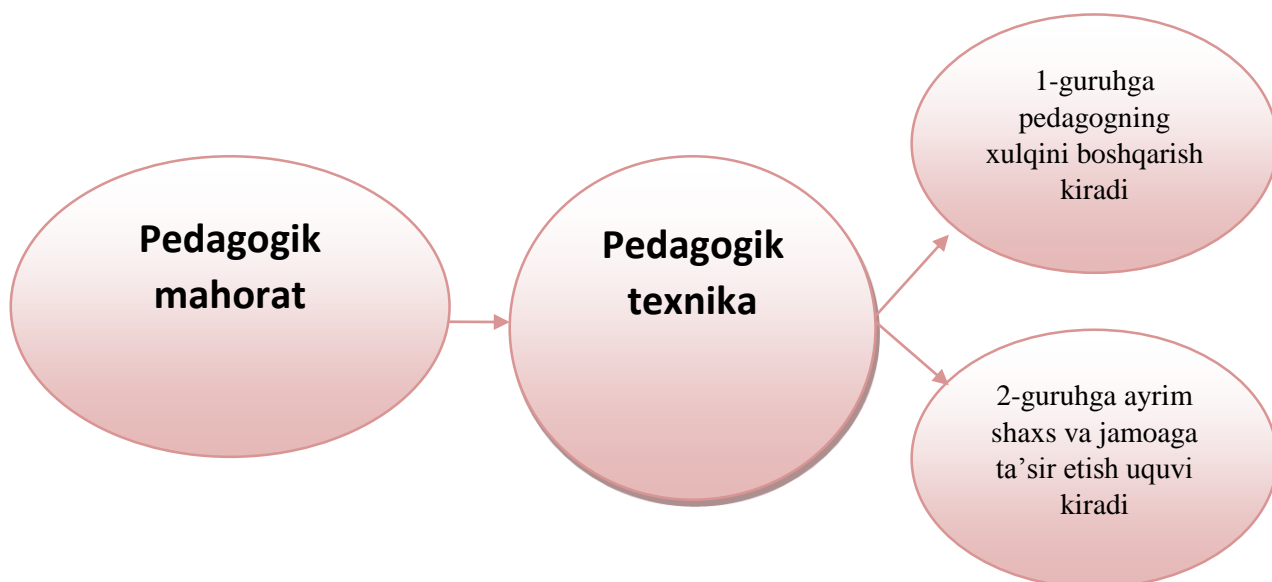 Pedagogik
mahorat
Pedagogik
texnika
1-guruhga
pedagogning
xulqini boshqarish
kiradi
2-guruhga ayrim
shaxs va jamoaga
ta’sir etish uquvi
kiradi